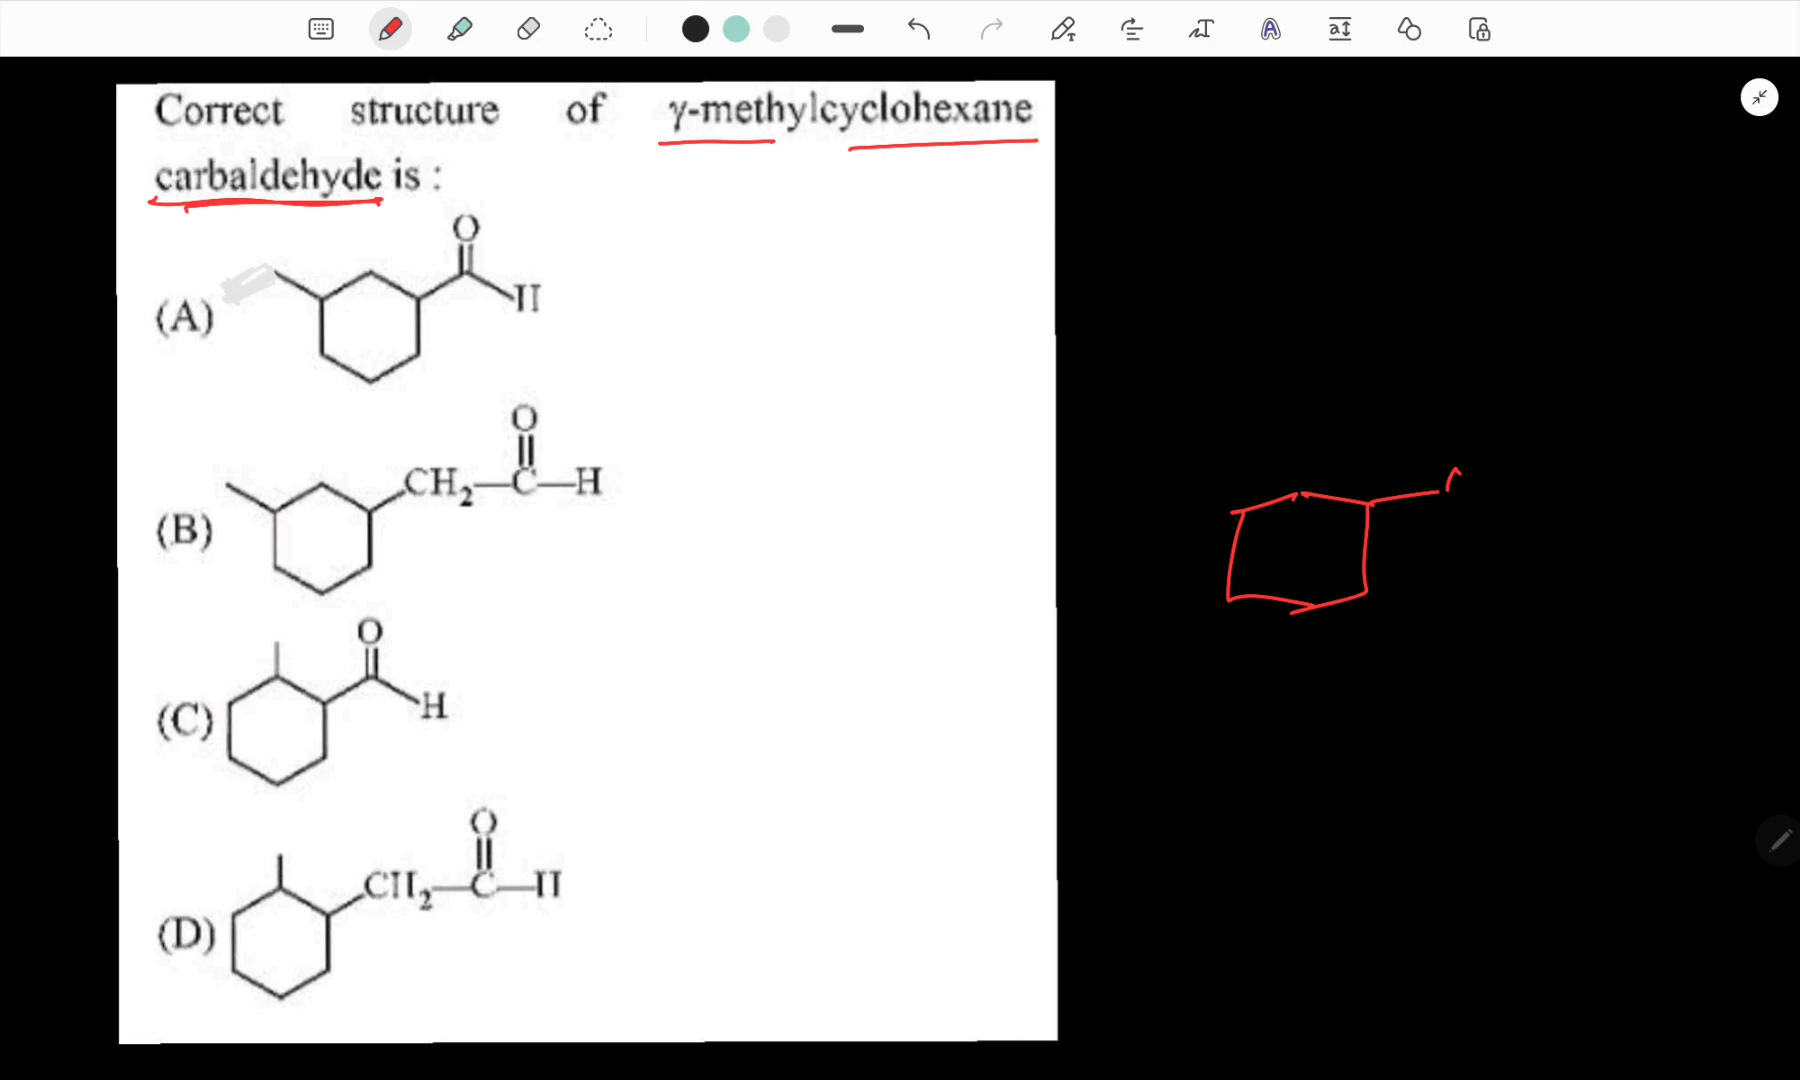 Correct structure of γ-methylcyclohexane
carbaldehyde is :
O
(A)
H
O
CH2—C—H
(B)
O
(C)
H
O
CH2—C—H
(D)